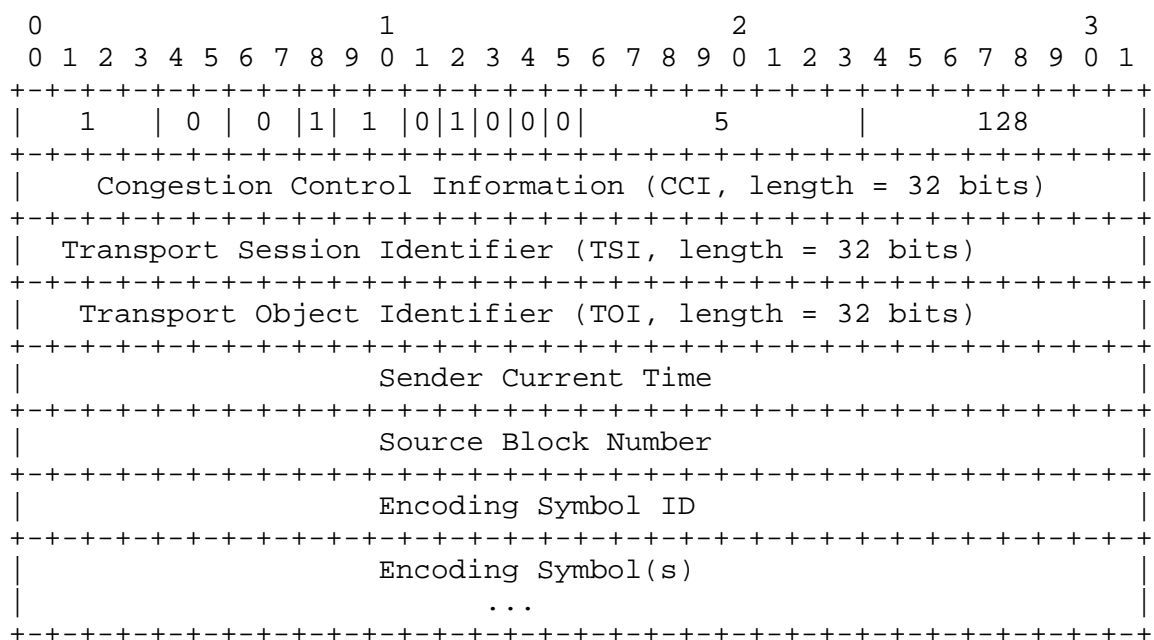 0                   1                   2                   3
 0 1 2 3 4 5 6 7 8 9 0 1 2 3 4 5 6 7 8 9 0 1 2 3 4 5 6 7 8 9 0 1
+-+-+-+-+-+-+-+-+-+-+-+-+-+-+-+-+-+-+-+-+-+-+-+-+-+-+-+-+-+-+-+-+
|   1   | 0 | 0 |1| 1 |0|1|0|0|0|       5       |      128      |
+-+-+-+-+-+-+-+-+-+-+-+-+-+-+-+-+-+-+-+-+-+-+-+-+-+-+-+-+-+-+-+-+
|    Congestion Control Information (CCI, length = 32 bits)     |
+-+-+-+-+-+-+-+-+-+-+-+-+-+-+-+-+-+-+-+-+-+-+-+-+-+-+-+-+-+-+-+-+
|  Transport Session Identifier (TSI, length = 32 bits)         |
+-+-+-+-+-+-+-+-+-+-+-+-+-+-+-+-+-+-+-+-+-+-+-+-+-+-+-+-+-+-+-+-+
|   Transport Object Identifier (TOI, length = 32 bits)         |
+-+-+-+-+-+-+-+-+-+-+-+-+-+-+-+-+-+-+-+-+-+-+-+-+-+-+-+-+-+-+-+-+
|                    Sender Current Time                        |
+-+-+-+-+-+-+-+-+-+-+-+-+-+-+-+-+-+-+-+-+-+-+-+-+-+-+-+-+-+-+-+-+
|                    Source Block Number                        |
+-+-+-+-+-+-+-+-+-+-+-+-+-+-+-+-+-+-+-+-+-+-+-+-+-+-+-+-+-+-+-+-+
|                    Encoding Symbol ID                         |
+-+-+-+-+-+-+-+-+-+-+-+-+-+-+-+-+-+-+-+-+-+-+-+-+-+-+-+-+-+-+-+-+
|                    Encoding Symbol(s)                         |
|                          ...                                  |
+-+-+-+-+-+-+-+-+-+-+-+-+-+-+-+-+-+-+-+-+-+-+-+-+-+-+-+-+-+-+-+-+